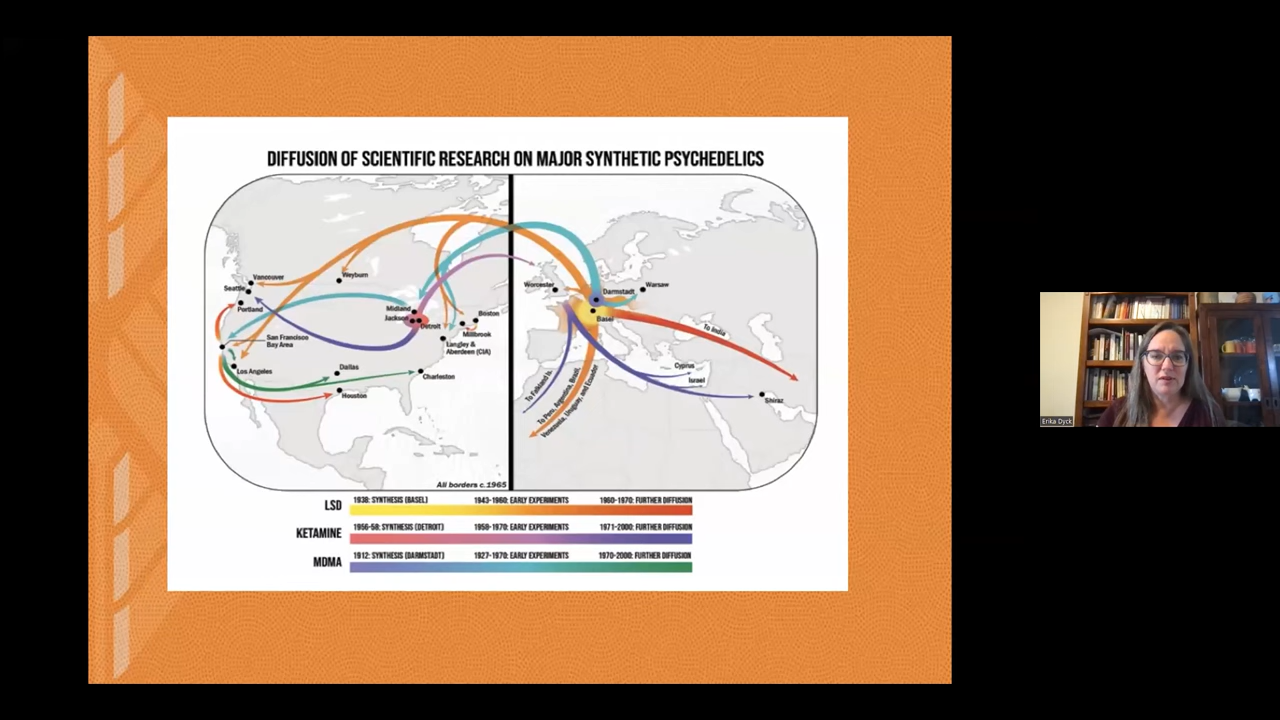 DIFFUSION OF SCIENTIFIC RESEARCH ON MAJOR SYNTHETIC PSYCHEDELICS
Vancouver
Seattle
Portland
Weyburn
San Francisco
Bay Area
Los Angeles
Midland
Jackson
Detroit
Boston
Millbrook
Langley &
Aberdeen (CIA)
Dallas
Houston
Charleston
Worcester
Darmstadt
Warsaw
Basel
To India
Cyprus
Israel
Shiraz
To Falkland Is.
To Peru, Argentina, Brazil,
Venezuela, Uruguay, and Ecuador
All borders c.1965
LSD
1938: SYNTHESIS (BASEL) 1943-1960: EARLY EXPERIMENTS 1960-1970: FURTHER DIFFUSION
KETAMINE
1956-58: SYNTHESIS (DETROIT) 1958-1970: EARLY EXPERIMENTS 1971-2000: FURTHER DIFFUSION
MDMA
1912: SYNTHESIS (DARMSTADT) 1927-1970: EARLY EXPERIMENTS 1970-2000: FURTHER DIFFUSION
Erika Dyck